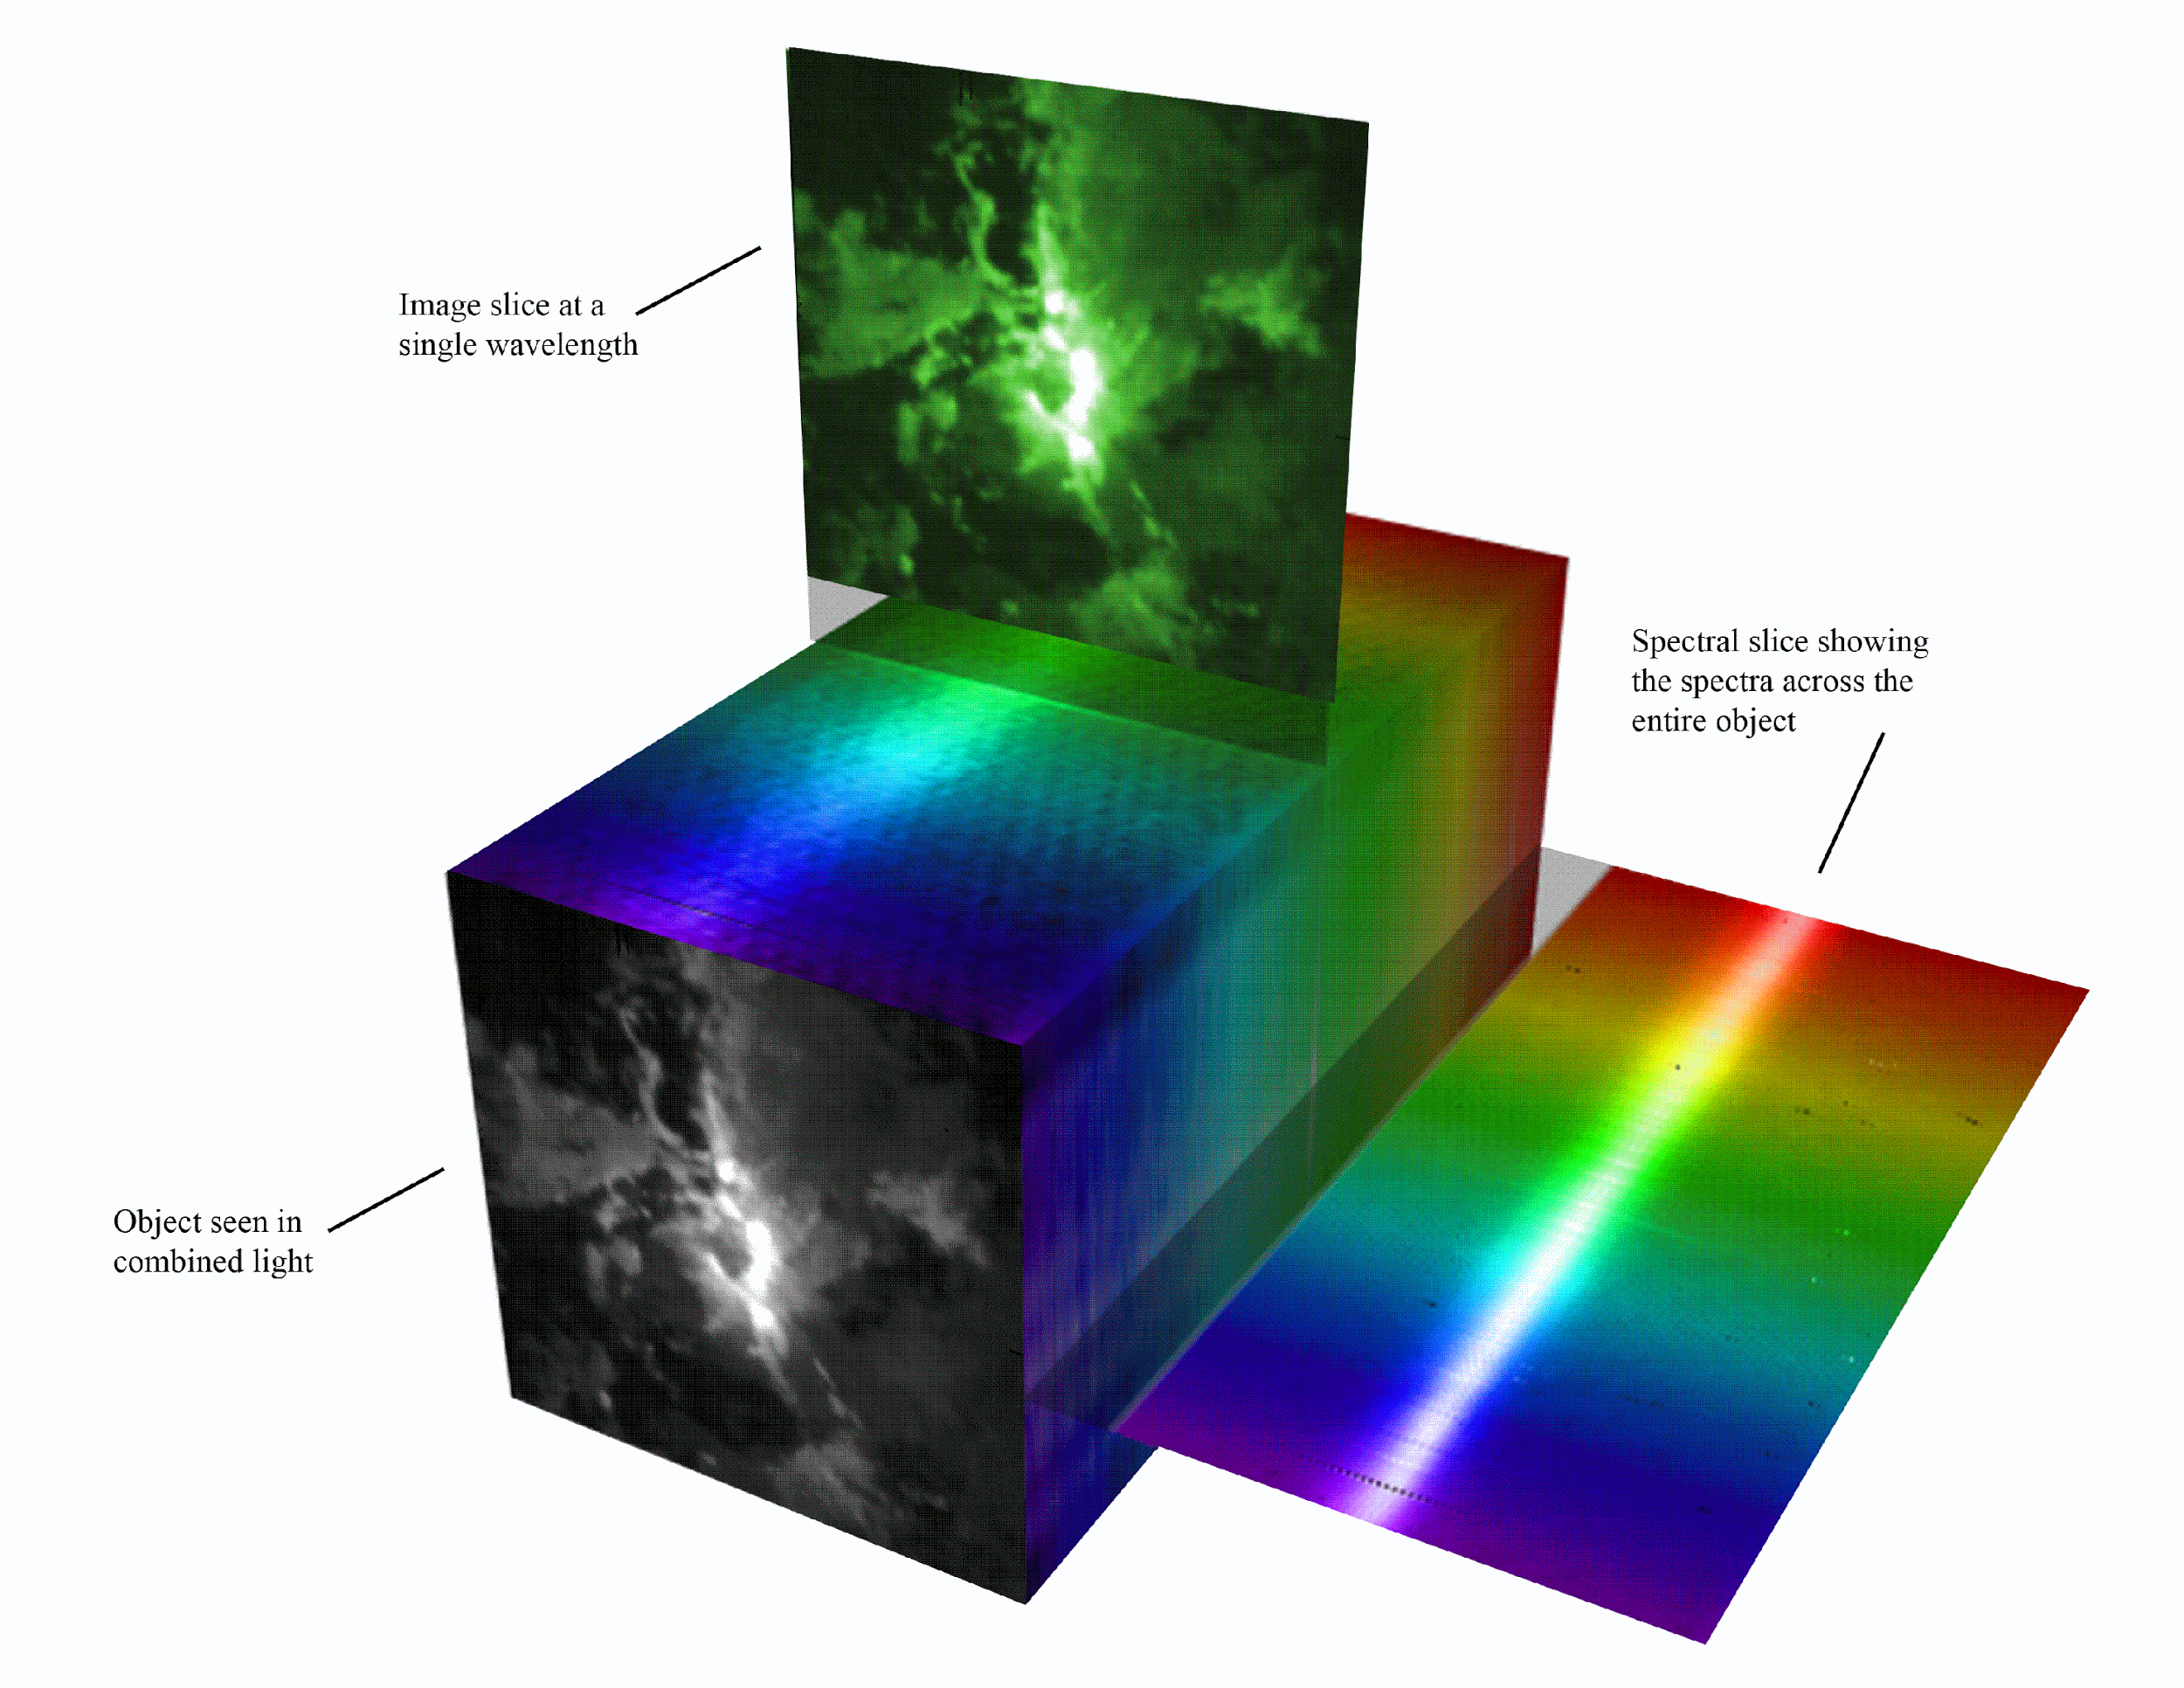 Image slice at a
single wavelength
Spectral slice showing
the spectra across the
entire object
Object seen in
combined light